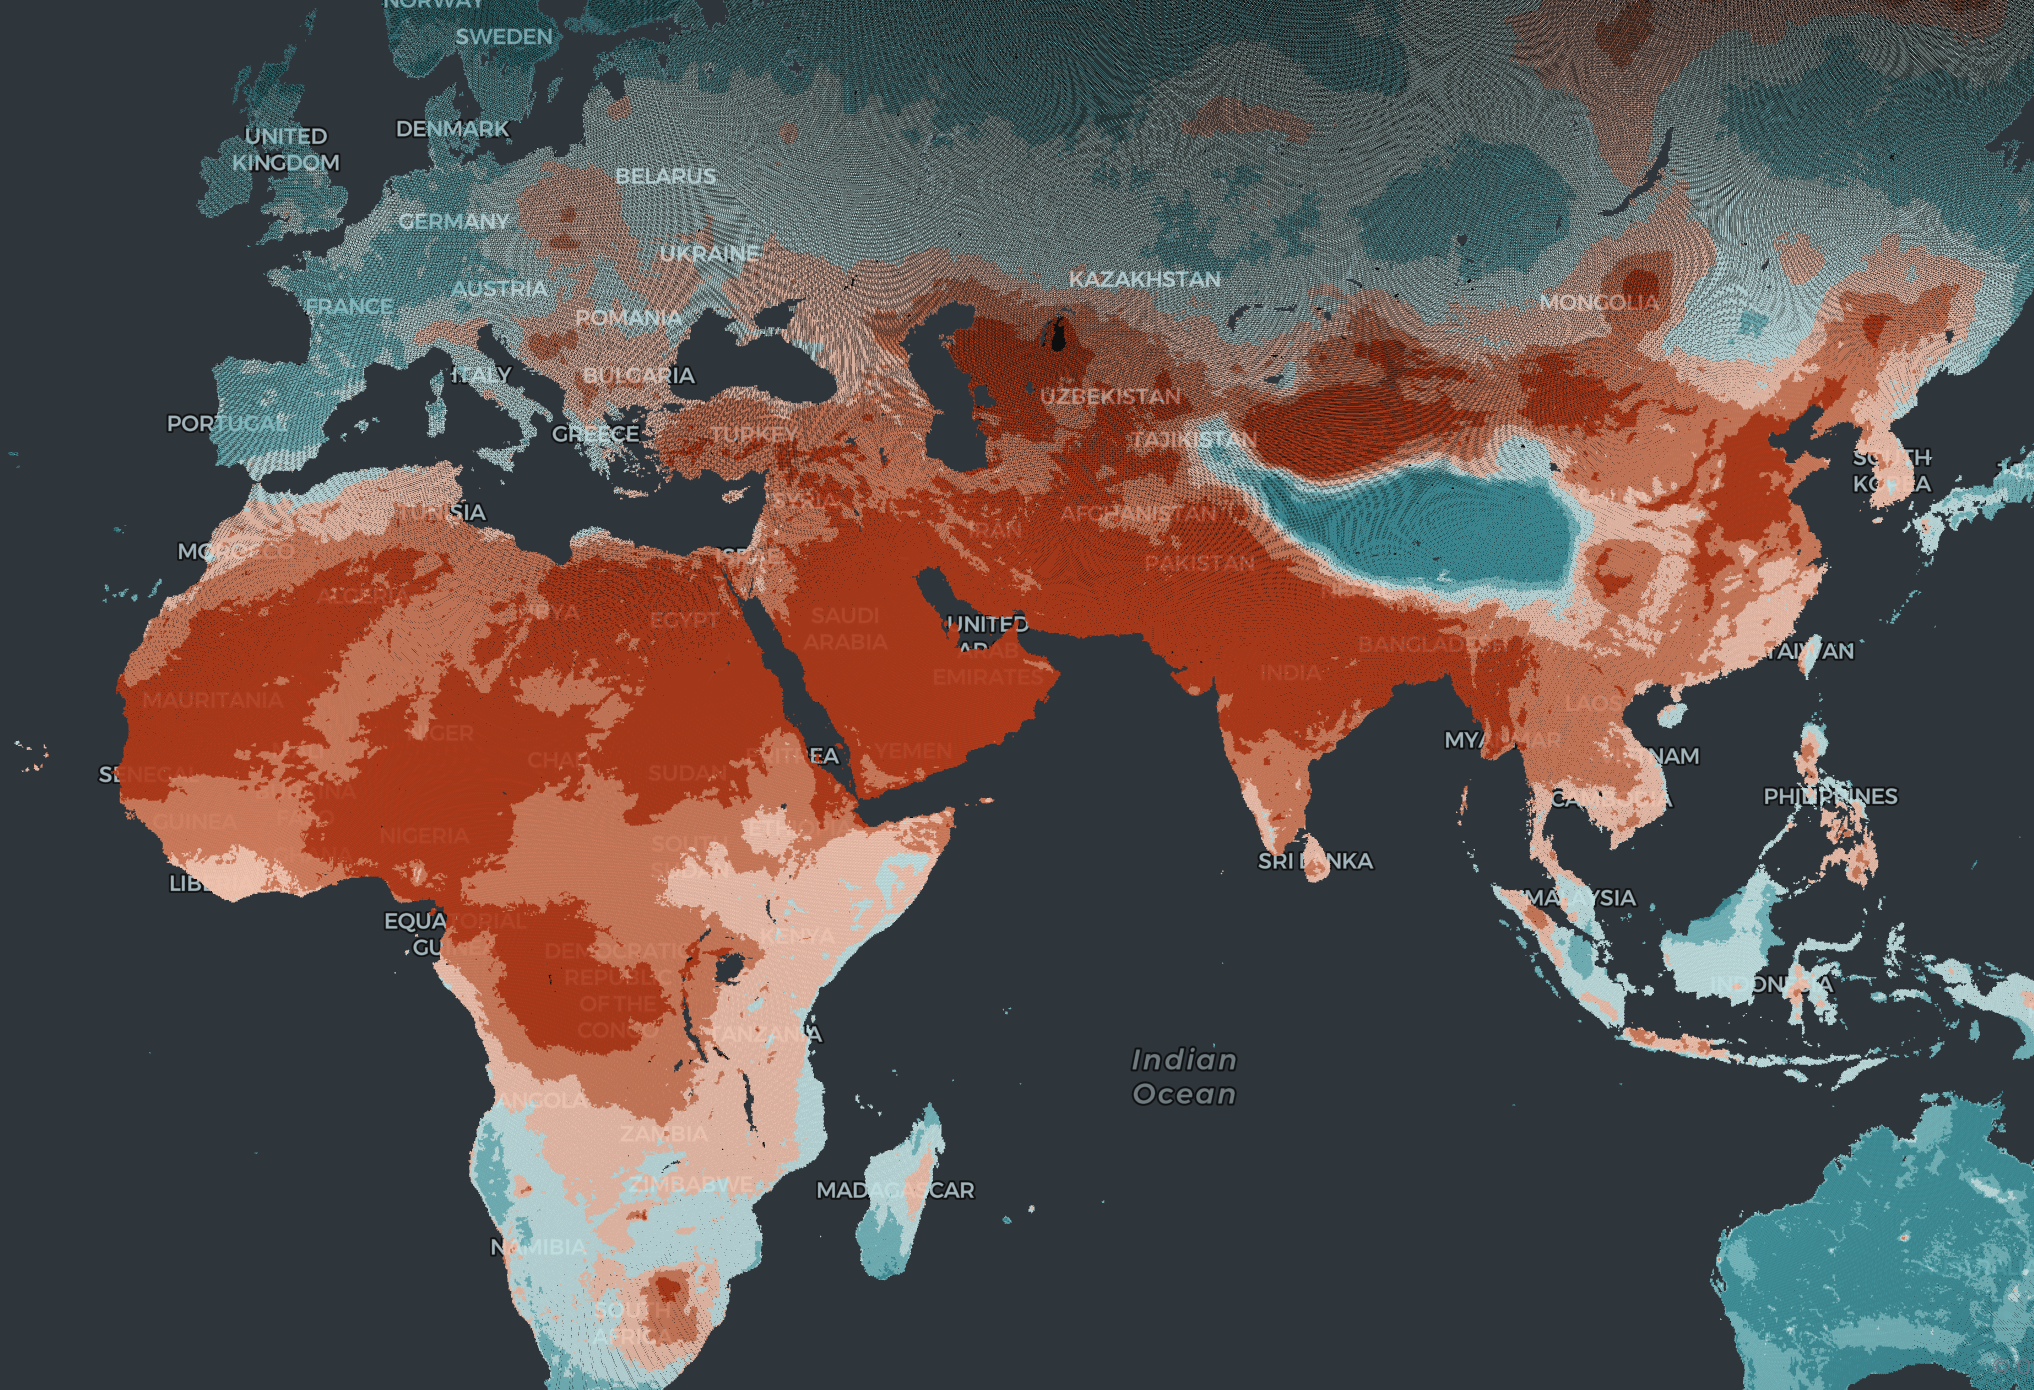 NORWAY
SWEDEN
UNITED
KINGDOM
DENMARK
BELARUS
GERMANY
UKRAINE
AUSTRIA
KAZAKHSTAN
FRANCE
MONGOLIA
POMANIA
ITALY
BULGARIA
UZBEKISTAN
PORTUGAL
GREECE
TURKEY
TAJIKISTAN
SOUTH
KOREA
SYRIA
TUNISIA
AFGHANISTAN
IRAN
MOROCCO
ISRAEL
PAKISTAN
ALGERIA
LIBYA
EGYPT
SAUDI
ARABIA
UNITED
ARAB
EMIRATES
BANGLADESH
TAIWAN
INDIA
MAURITANIA
LAOS
NIGER
MYANMAR
CHAD
SUDAN
ERITREA
YEMEN
SENEGAL
BURKINA
FASO
VIETNAM
CAMBODIA
PHILIPPINES
GUINEA
NIGERIA
ETHIOPIA
GHANA
SOUTH
SUDAN
SRI LANKA
LIBERIA
MALAYSIA
EQUATORIAL
GUINEA
KENYA
DEMOCRATIC
REPUBLIC
OF THE
CONGO
INDONESIA
TANZANIA
Indian
Ocean
ANGOLA
ZAMBIA
ZIMBABWE
MADAGASCAR
NAMIBIA
SOUTH
AFRICA